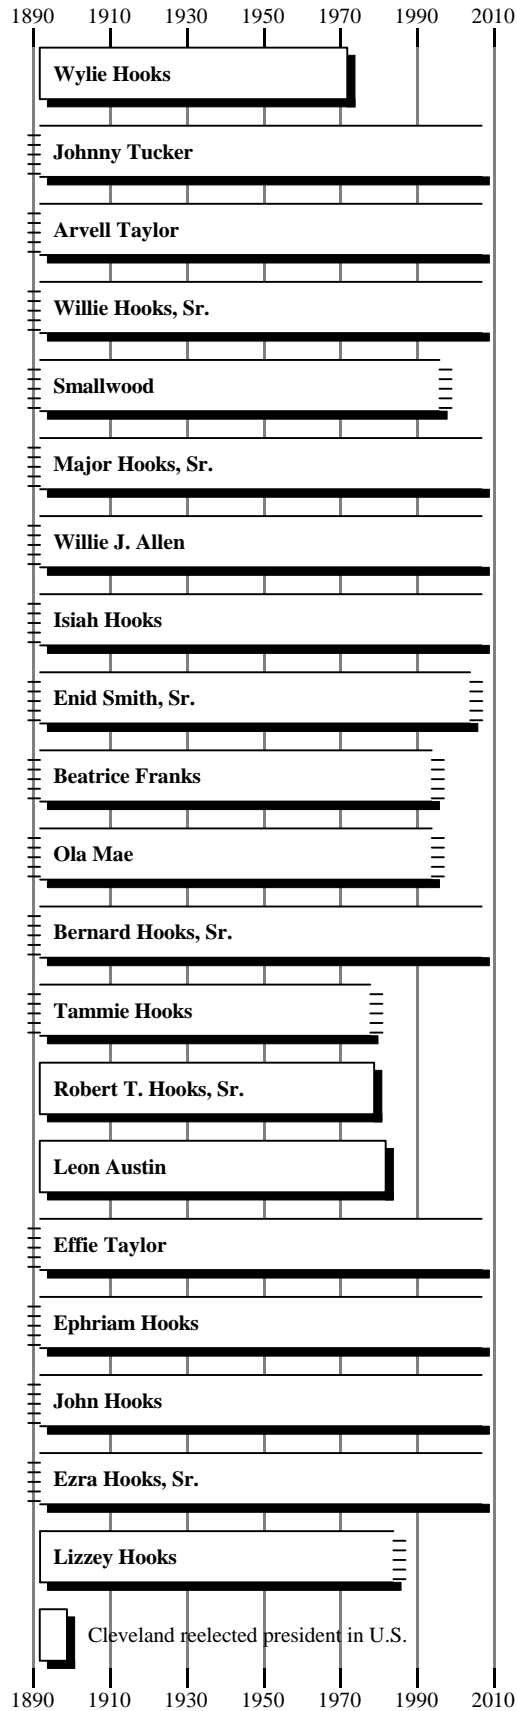 1890 1910 1930 1950 1970 1990 2010
Wylie Hooks
Johnny Tucker
Arvell Taylor
Willie Hooks, Sr.
Smallwood
Major Hooks, Sr.
Willie J. Allen
Isiah Hooks
Enid Smith, Sr.
Beatrice Franks
Ola Mae
Bernard Hooks, Sr.
Tammie Hooks
Robert T. Hooks, Sr.
Leon Austin
Effie Taylor
Ephriam Hooks
John Hooks
Ezra Hooks, Sr.
Lizzey Hooks
Cleveland reelected president in U.S.
1890 1910 1930 1950 1970 1990 2010